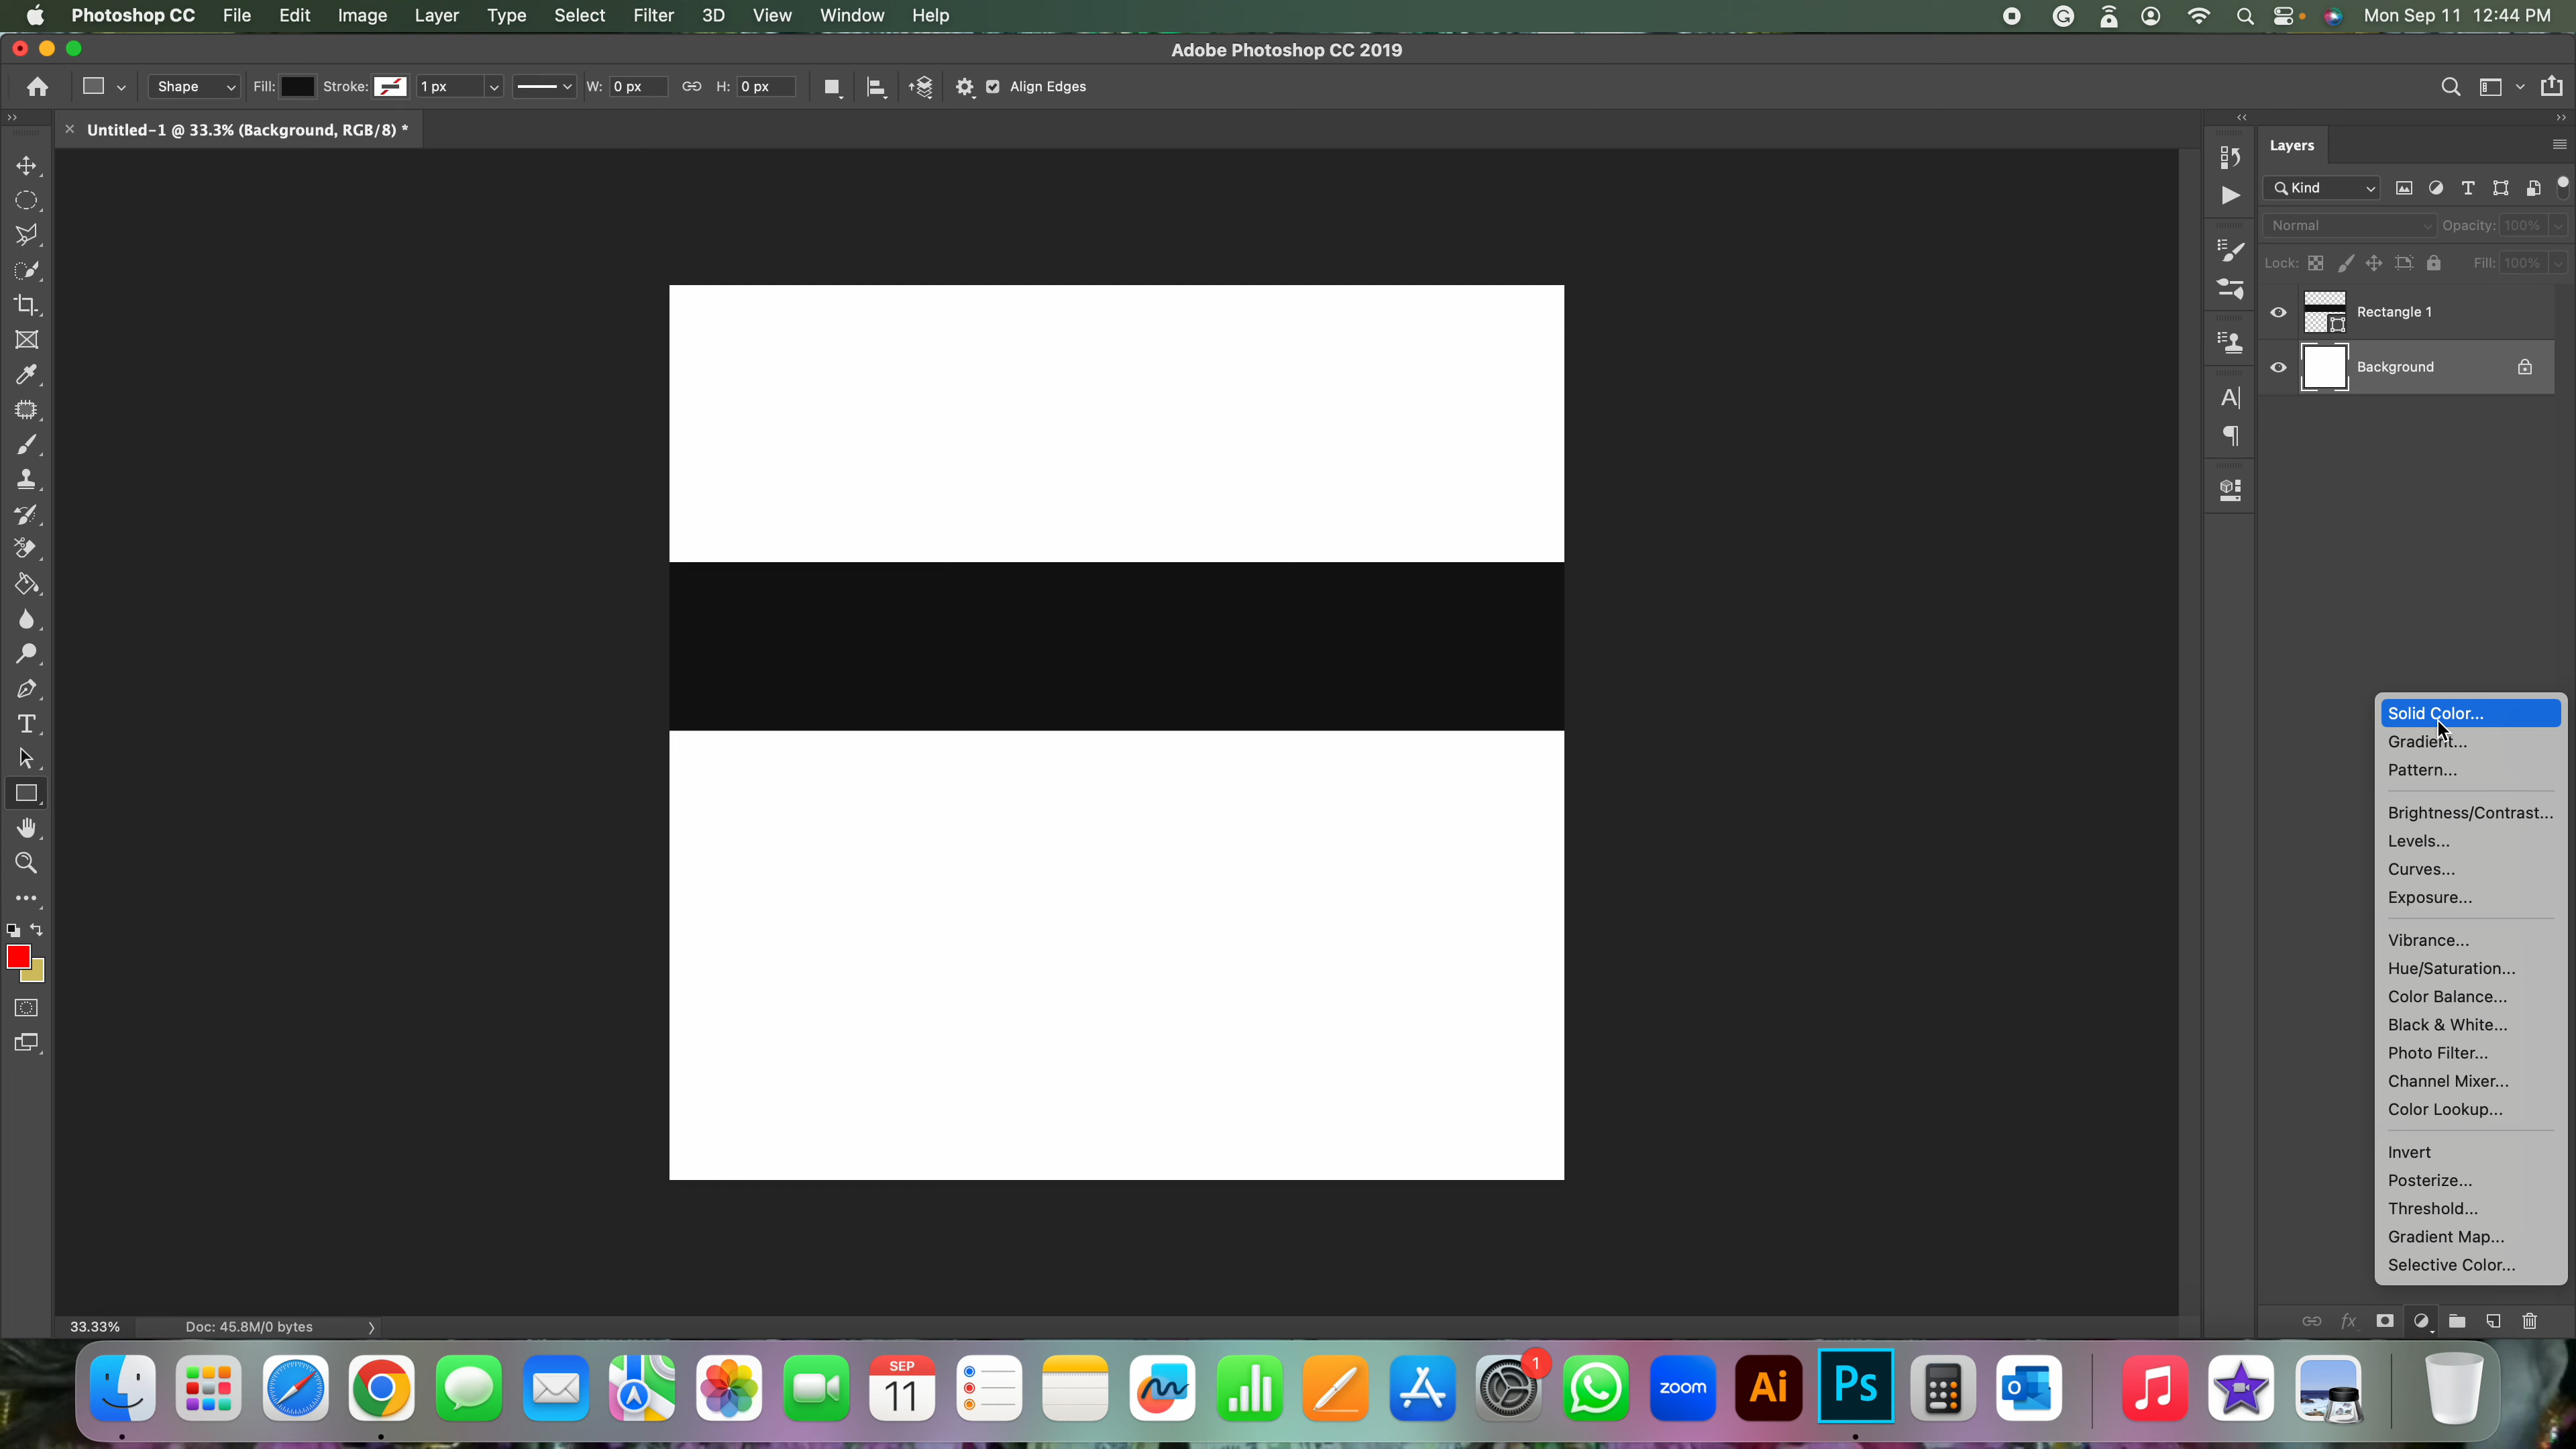 Photoshop CC File Edit Image Layer Type Select Filter 3D View Window Help Mon Sep 11 12:44 PM
Adobe Photoshop CC 2019
Shape Fill: Stroke: 1 px W: 0 px H: 0 px Align Edges
× Untitled-1 @ 33.3% (Background, RGB/8) *
Layers
Kind
Normal Opacity: 100%
Lock: Fill: 100%
Rectangle 1
Background
Solid Color...
Gradient...
Pattern...
Brightness/Contrast...
Levels...
Curves...
Exposure...
Vibrance...
Hue/Saturation...
Color Balance...
Black & White...
Photo Filter...
Channel Mixer...
Color Lookup...
Invert
Posterize...
Threshold...
Gradient Map...
Selective Color...
33.33% Doc: 45.8M/0 bytes
fx
SEP
11
1
zoom
Ai
Ps